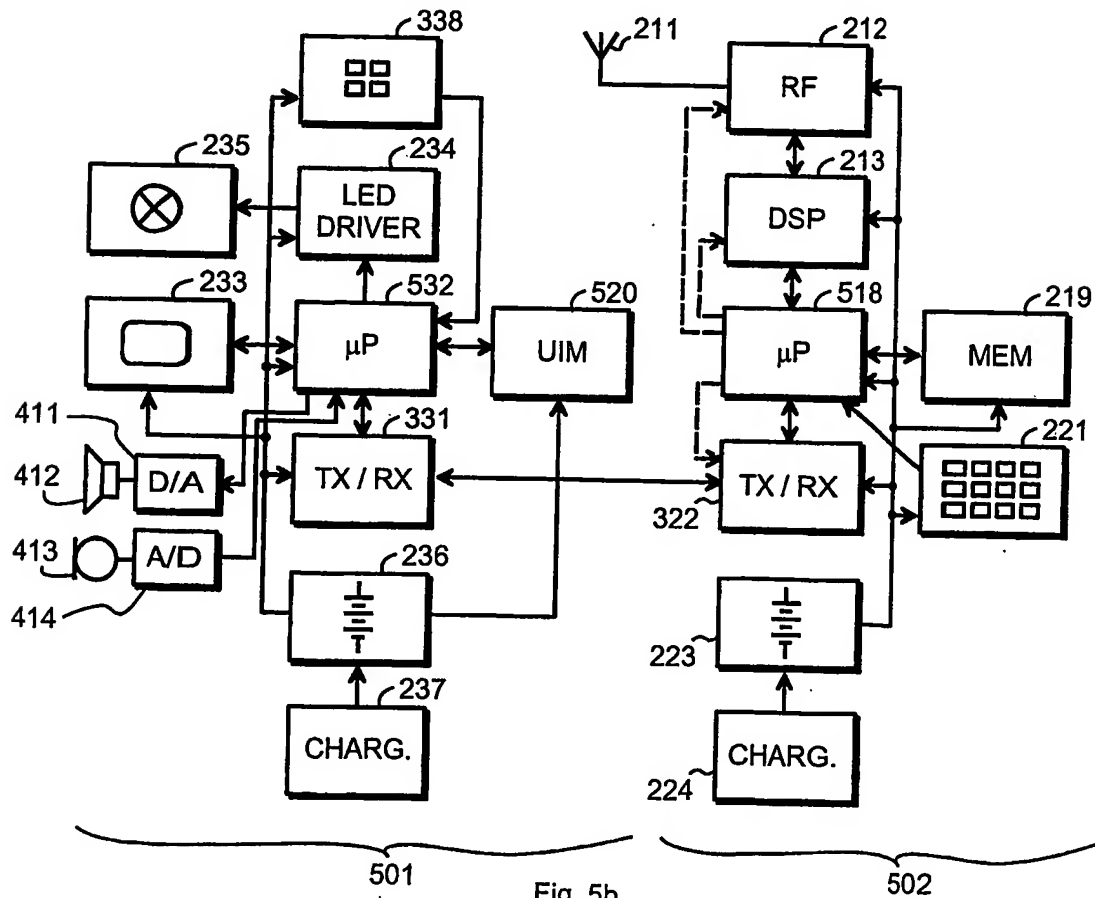 338
211
212
RF
235
234
LED
DRIVER
213
DSP
233
532
µP
520
UIM
518
µP
219
MEM
411
412
D/A
331
TX / RX
322
TX / RX
221
413
A/D
414
236
223
237
CHARG.
224
CHARG.
501
502
Fig. 5b